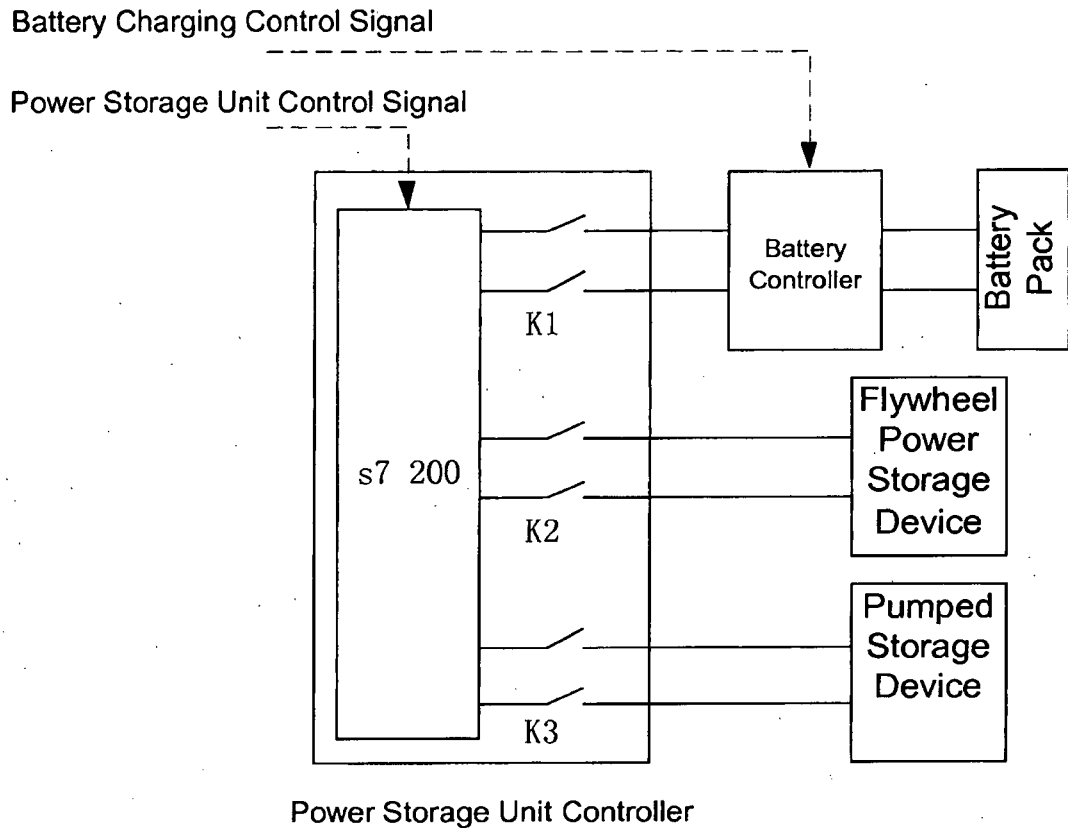 Battery Charging Control Signal
Power Storage Unit Control Signal
Battery
Controller
Battery
Pack
K1
Flywheel
Power
Storage
Device
s7 200
K2
Pumped
Storage
Device
K3
Power Storage Unit Controller